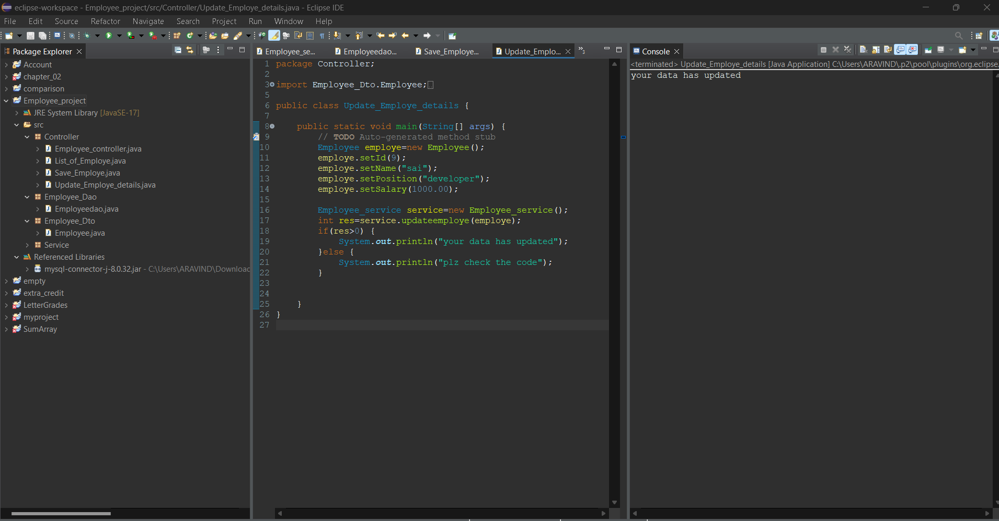 eclipse-workspace - Employee_project/src/Controller/Update_Employe_details.java - Eclipse IDE
File Edit Source Refactor Navigate Search Project Run Window Help
Package Explorer
Account
chapter_02
comparison
Employee_project
JRE System Library [JavaSE-17]
src
Controller
Employee_controller.java
List_of_Employe.java
Save_Employe.java
Update_Employe_details.java
Employee_Dao
Employeedao.java
Employee_Dto
Employee.java
Service
Referenced Libraries
mysql-connector-j-8.0.32.jar - C:\Users\ARAVIND\Downloac
empty
extra_credit
LetterGrades
myproject
SumArray
Employee_se... Employeedao... Save_Employe... Update_Emplo... »3
1 package Controller;
2
3 import Employee_Dto.Employee;
5
6 public class Update_Employe_details {
7
8 public static void main(String[] args) {
9 // TODO Auto-generated method stub
10 Employee employe=new Employee();
11 employe.setId(9);
12 employe.setName("sai");
13 employe.setPosition("developer");
14 employe.setSalary(1000.00);
15
16 Employee_service service=new Employee_service();
17 int res=service.updateemploye(employe);
18 if(res>0) {
19 System.out.println("your data has updated");
20 }else {
21 System.out.println("plz check the code");
22 }
23
24
25 }
26 }
27
Console
<terminated> Update_Employe_details [Java Application] C:\Users\ARAVIND\.p2\pool\plugins\org.eclipse.
your data has updated